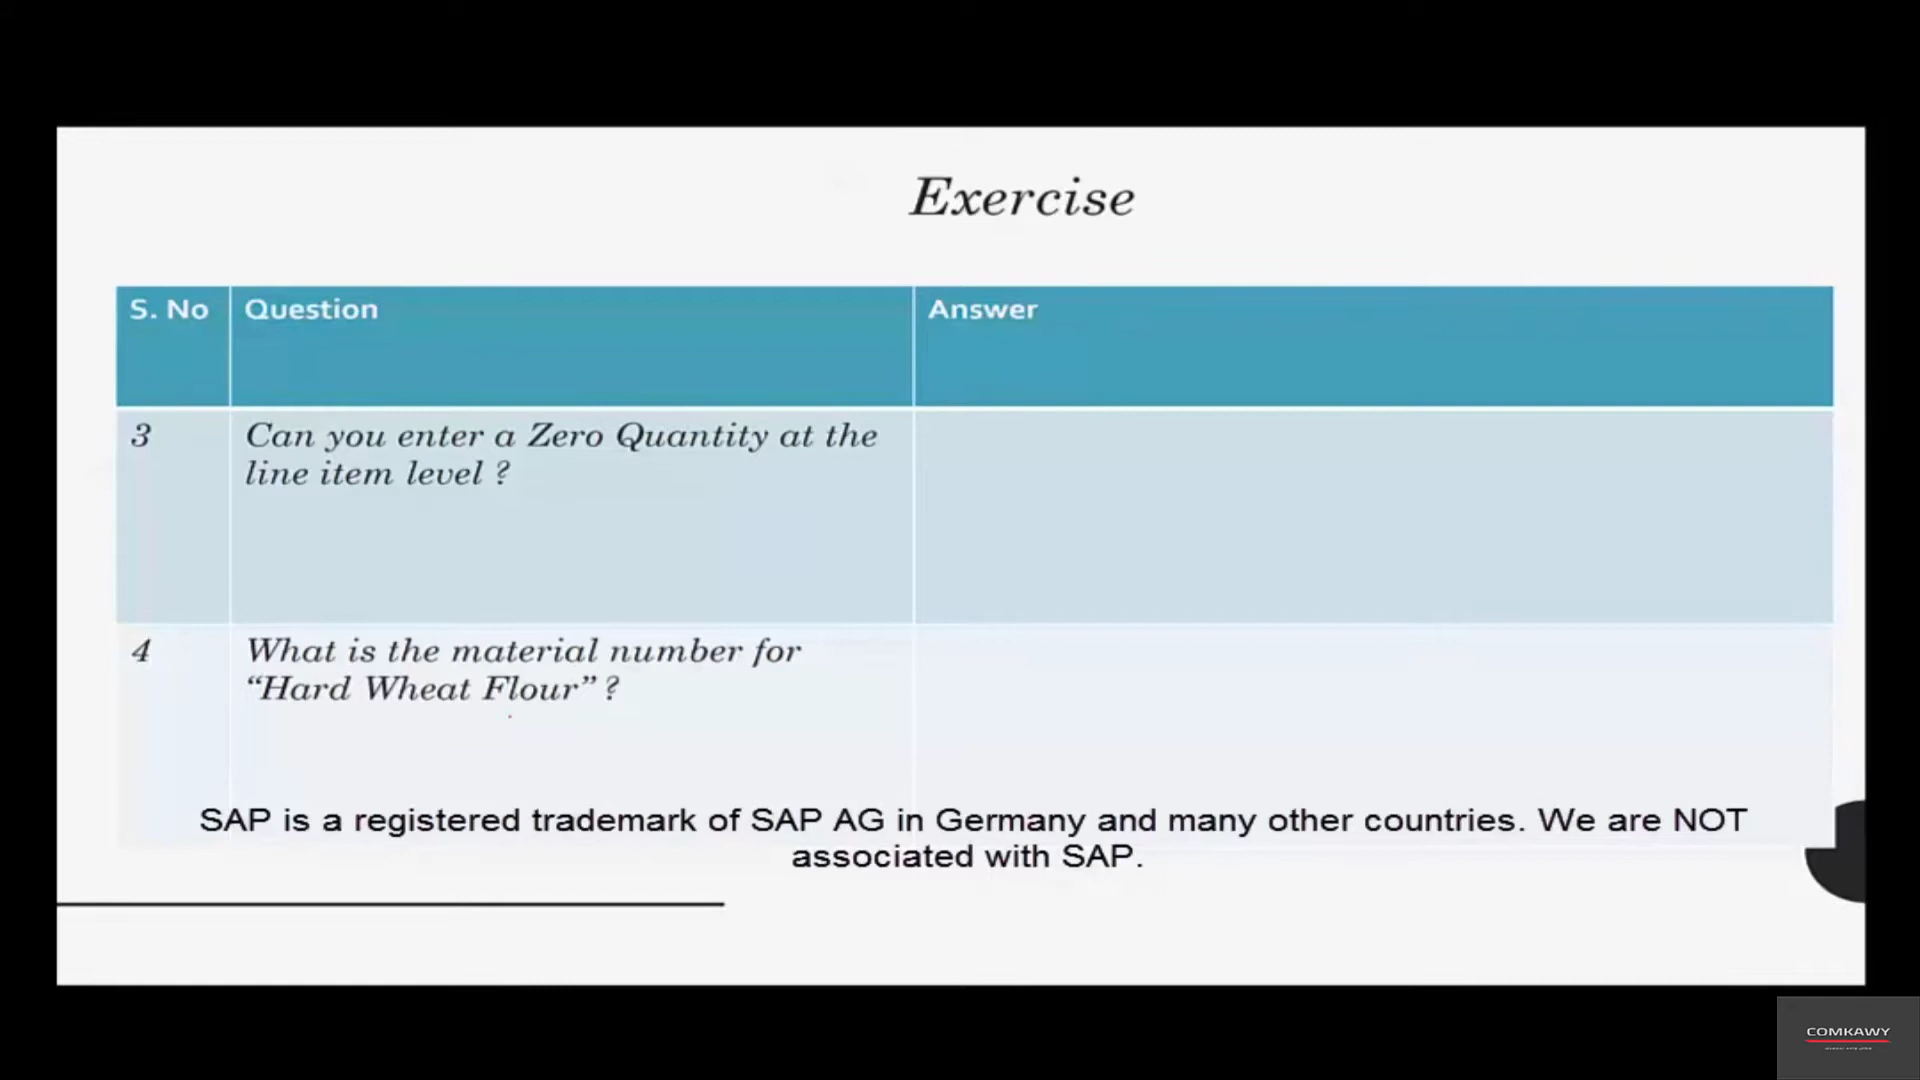 Exercise
S. No Question Answer
3 Can you enter a Zero Quantity at the
line item level ?
4 What is the material number for
“Hard Wheat Flour” ?
SAP is a registered trademark of SAP AG in Germany and many other countries. We are NOT
associated with SAP.
COMKAWY